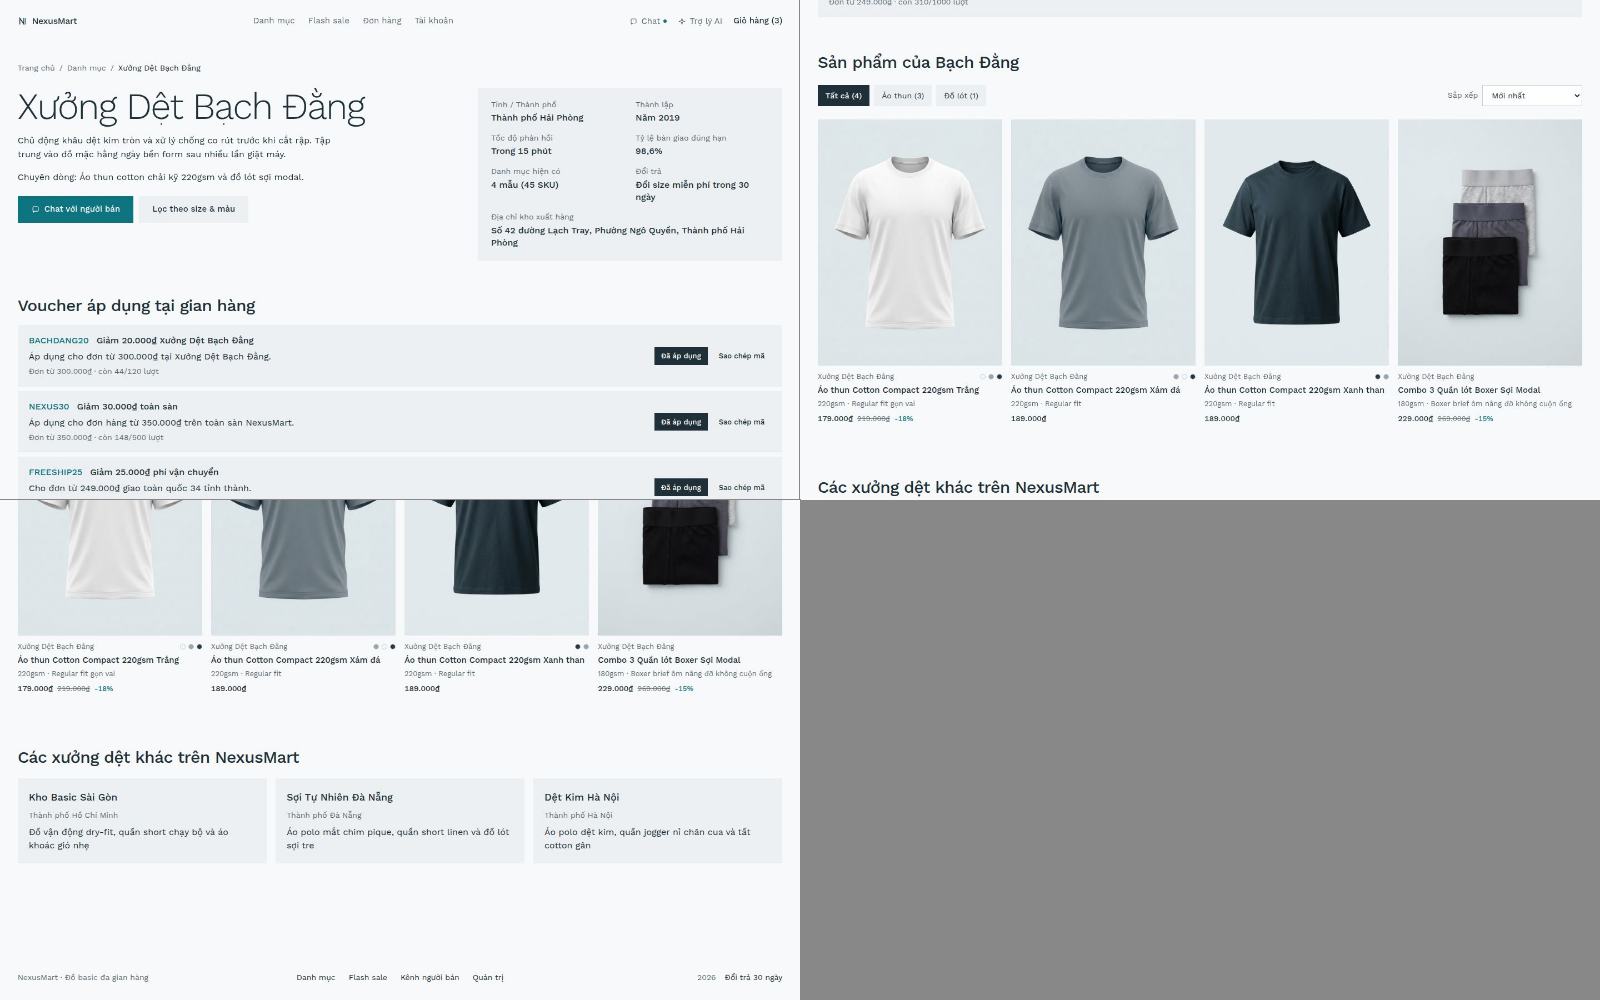 NexusMart
Danh mục Flash sale Đơn hàng Tài khoản
Chat Trợ lý AI Giỏ hàng (3)
Trang chủ / Danh mục / Xưởng Dệt Bạch Đằng
Xưởng Dệt Bạch Đằng
Chủ động khâu dệt kim tròn và xử lý chống co rút trước khi cắt ráp. Tập
trung vào đồ mặc hằng ngày bền form sau nhiều lần giặt máy.
Chuyên dòng: Áo thun cotton chải kỹ 220gsm và đồ lót sợi modal.
Chat với người bán Lọc theo size & màu
Tỉnh / Thành phố
Thành phố Hải Phòng
Thành lập
Năm 2019
Tốc độ phản hồi
Trong 15 phút
Tỷ lệ bàn giao đúng hạn
98,6%
Danh mục hiện có
4 mẫu (45 SKU)
Đổi trả
Đổi size miễn phí trong 30
ngày
Địa chỉ kho xuất hàng
Số 42 đường Lạch Tray, Phường Ngô Quyền, Thành phố Hải
Phòng
Voucher áp dụng tại gian hàng
BACHDANG20 Giảm 20.000₫ Xưởng Dệt Bạch Đằng
Áp dụng cho đơn từ 300.000₫ tại Xưởng Dệt Bạch Đằng.
Đơn từ 300.000₫ · còn 44/120 lượt
Đã áp dụng Sao chép mã
NEXUS30 Giảm 30.000₫ toàn sàn
Áp dụng cho đơn hàng từ 350.000₫ trên toàn sàn NexusMart.
Đơn từ 350.000₫ · còn 148/500 lượt
Đã áp dụng Sao chép mã
FREESHIP25 Giảm 25.000₫ phí vận chuyển
Cho đơn từ 249.000₫ giao toàn quốc 34 tỉnh thành.
Đã áp dụng Sao chép mã
Đơn từ 249.000₫ · còn 310/1000 lượt
Sản phẩm của Bạch Đằng
Tất cả (4) Áo thun (3) Đồ lót (1)
Sắp xếp Mới nhất
Xưởng Dệt Bạch Đằng
Áo thun Cotton Compact 220gsm Trắng
220gsm · Regular fit gọn vai
179.000₫ 219.000₫ -18%
Xưởng Dệt Bạch Đằng
Áo thun Cotton Compact 220gsm Xám đá
220gsm · Regular fit
189.000₫
Xưởng Dệt Bạch Đằng
Áo thun Cotton Compact 220gsm Xanh than
220gsm · Regular fit
189.000₫
Xưởng Dệt Bạch Đằng
Combo 3 Quần lót Boxer Sợi Modal
180gsm · Boxer brief ôm nâng đỡ không cuộn ống
229.000₫ 269.000₫ -15%
Các xưởng dệt khác trên NexusMart
Xưởng Dệt Bạch Đằng
Áo thun Cotton Compact 220gsm Trắng
220gsm · Regular fit gọn vai
179.000₫ 219.000₫ -18%
Xưởng Dệt Bạch Đằng
Áo thun Cotton Compact 220gsm Xám đá
220gsm · Regular fit
189.000₫
Xưởng Dệt Bạch Đằng
Áo thun Cotton Compact 220gsm Xanh than
220gsm · Regular fit
189.000₫
Xưởng Dệt Bạch Đằng
Combo 3 Quần lót Boxer Sợi Modal
180gsm · Boxer brief ôm nâng đỡ không cuộn ống
229.000₫ 269.000₫ -15%
Các xưởng dệt khác trên NexusMart
Kho Basic Sài Gòn
Thành phố Hồ Chí Minh
Đồ vận động dry-fit, quần short chạy bộ và áo
khoác gió nhẹ
Sợi Tự Nhiên Đà Nẵng
Thành phố Đà Nẵng
Áo polo mắt chim pique, quần short linen và đồ lót
sợi tre
Dệt Kim Hà Nội
Thành phố Hà Nội
Áo polo dệt kim, quần jogger nỉ chân cua và tất
cotton gân
NexusMart · Đồ basic đa gian hàng
Danh mục Flash sale Kênh người bán Quản trị
2026 Đổi trả 30 ngày